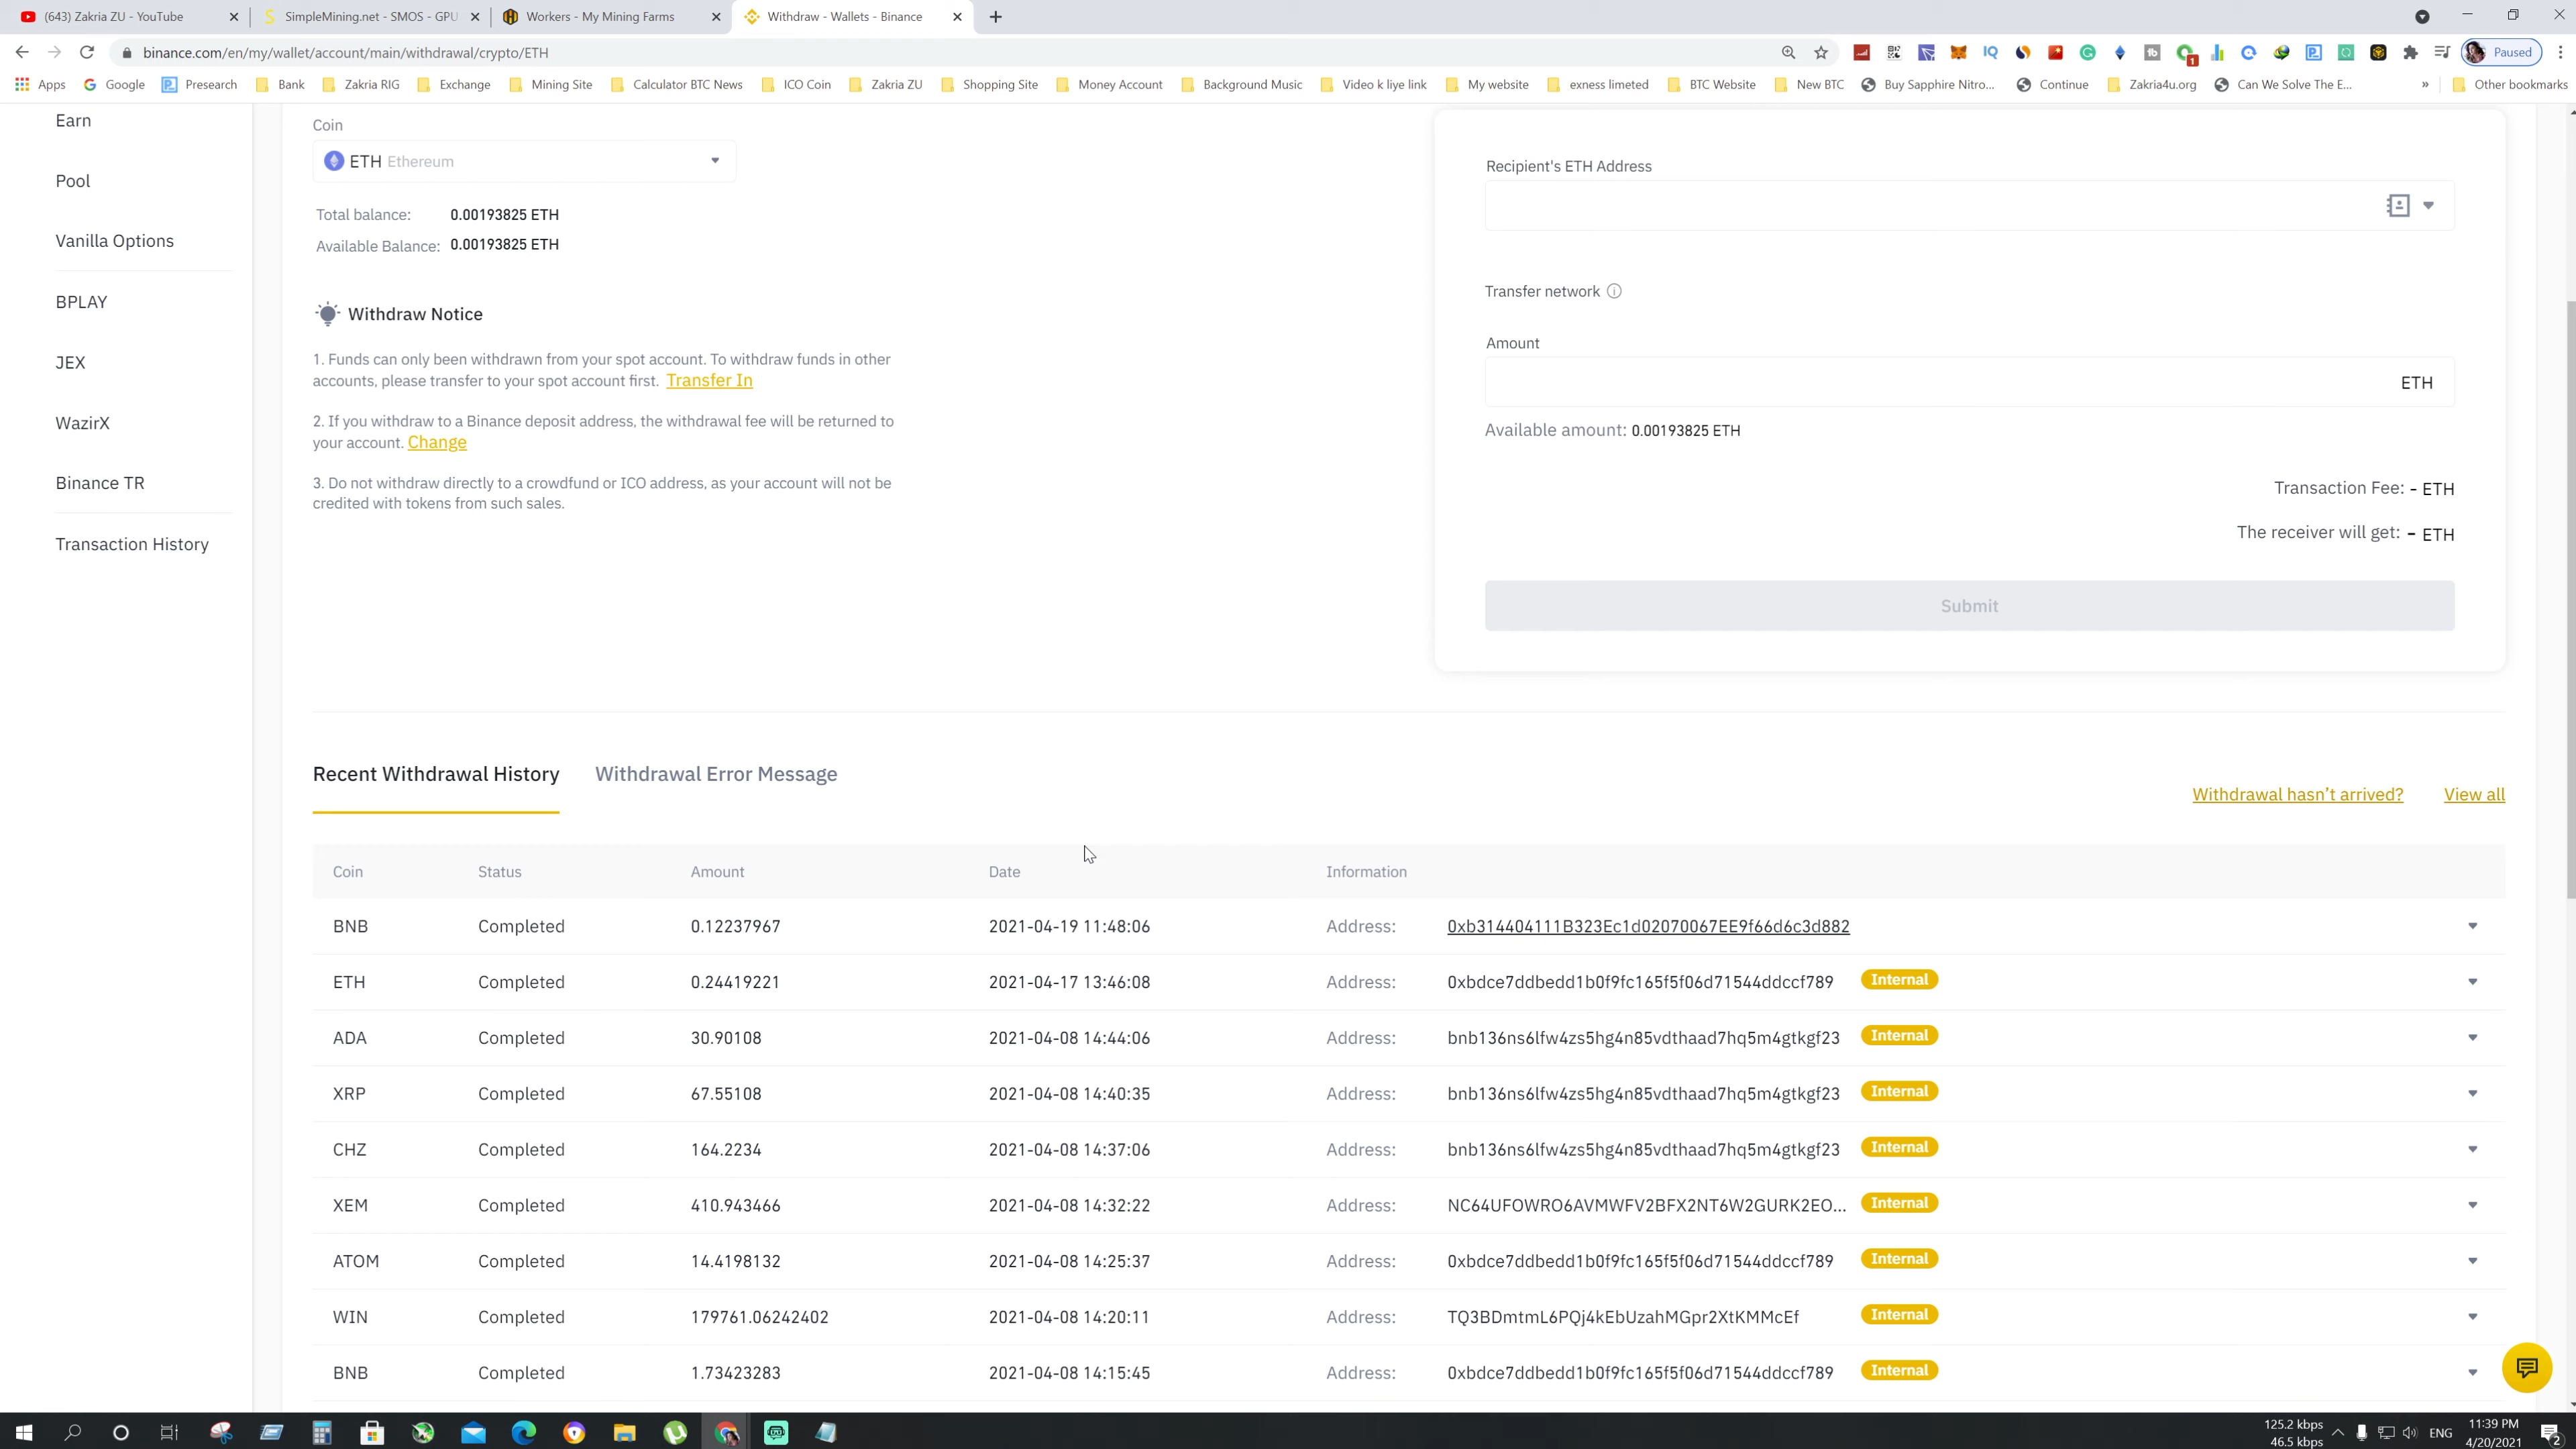 (643) Zakria ZU - YouTube
SimpleMining.net - SMOS - GPU
Workers - My Mining Farms
Withdraw - Wallets - Binance
binance.com/en/my/wallet/account/main/withdrawal/crypto/ETH
Paused
Apps
Google
Presearch
Bank
Zakria RIG
Exchange
Mining Site
Calculator BTC News
ICO Coin
Zakria ZU
Shopping Site
Money Account
Background Music
Video k liye link
My website
exness limeted
BTC Website
New BTC
Buy Sapphire Nitro...
Continue
Zakria4u.org
Can We Solve The E...
»
Other bookmarks
Earn
Pool
Vanilla Options
BPLAY
JEX
WazirX
Binance TR
Transaction History
Coin
ETH Ethereum
Total balance: 0.00193825 ETH
Available Balance: 0.00193825 ETH
Withdraw Notice
1. Funds can only been withdrawn from your spot account. To withdraw funds in other
accounts, please transfer to your spot account first. Transfer In
2. If you withdraw to a Binance deposit address, the withdrawal fee will be returned to
your account. Change
3. Do not withdraw directly to a crowdfund or ICO address, as your account will not be
credited with tokens from such sales.
Recipient's ETH Address
Transfer network
Amount
ETH
Available amount: 0.00193825 ETH
Transaction Fee: - ETH
The receiver will get: - ETH
Submit
Recent Withdrawal History
Withdrawal Error Message
Withdrawal hasn't arrived?
View all
Coin Status Amount Date Information
BNB Completed 0.12237967 2021-04-19 11:48:06 Address: 0xb314404111B323Ec1d02070067EE9f66d6c3d882
ETH Completed 0.24419221 2021-04-17 13:46:08 Address: 0xbdce7ddbedd1b0f9fc165f5f06d71544ddccf789 Internal
ADA Completed 30.90108 2021-04-08 14:44:06 Address: bnb136ns6lfw4zs5hg4n85vdthaad7hq5m4gtkgf23 Internal
XRP Completed 67.55108 2021-04-08 14:40:35 Address: bnb136ns6lfw4zs5hg4n85vdthaad7hq5m4gtkgf23 Internal
CHZ Completed 164.2234 2021-04-08 14:37:06 Address: bnb136ns6lfw4zs5hg4n85vdthaad7hq5m4gtkgf23 Internal
XEM Completed 410.943466 2021-04-08 14:32:22 Address: NC64UFOWRO6AVMWFV2BFX2NT6W2GURK2EO... Internal
ATOM Completed 14.4198132 2021-04-08 14:25:37 Address: 0xbdce7ddbedd1b0f9fc165f5f06d71544ddccf789 Internal
WIN Completed 179761.06242402 2021-04-08 14:20:11 Address: TQ3BDmtmL6PQj4kEbUzahMGpr2XtKMMcEf Internal
BNB Completed 1.73423283 2021-04-08 14:15:45 Address: 0xbdce7ddbedd1b0f9fc165f5f06d71544ddccf789 Internal
125.2 kbps
46.5 kbps
ENG
11:39 PM
4/20/2021
2